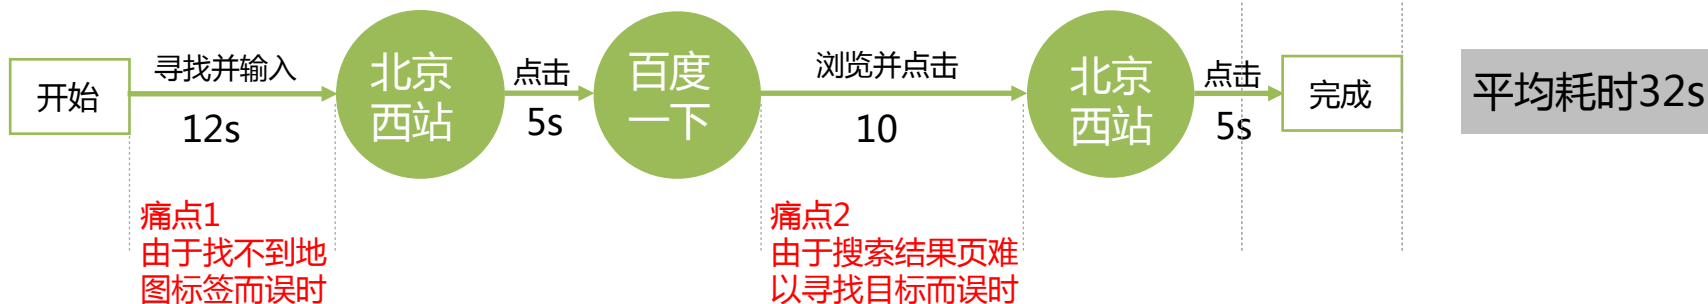 开始
寻找并输入
12s
北京
西站
点击
5s
百度
一下
浏览并点击
10
北京
西站
点击
5s
完成
平均耗时32s
痛点1
由于找不到地
图标签而误时
痛点2
由于搜索结果页难
以寻找目标而误时